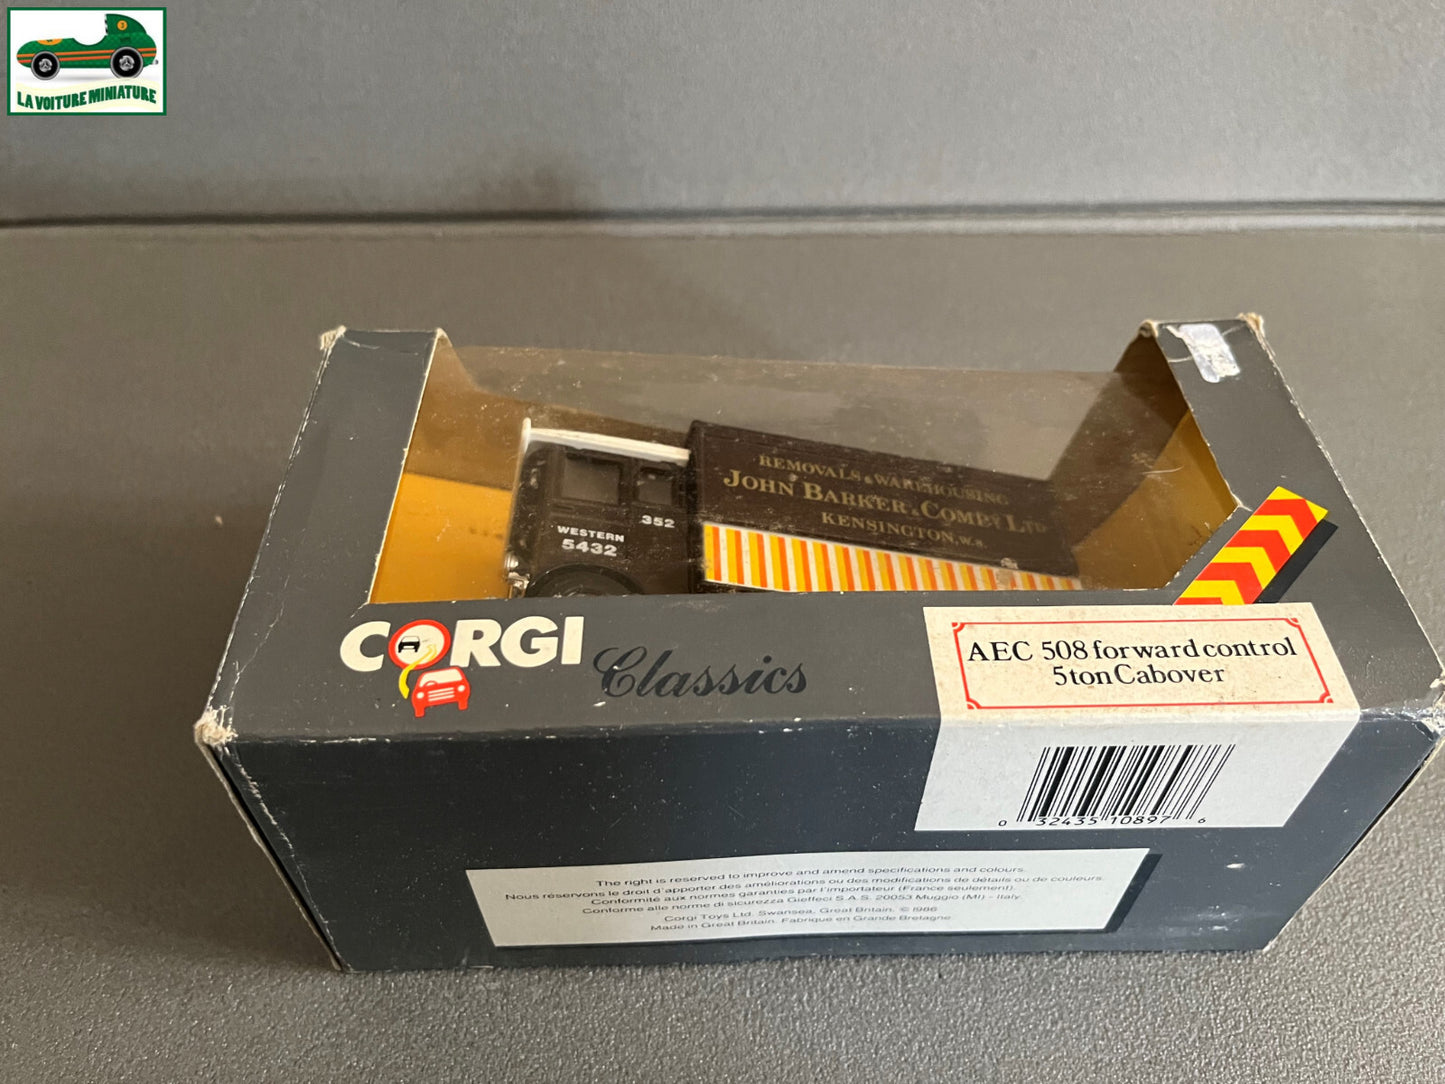 LA VOITURE MINIATURE
REMOVALS & WAREHOUSING
JOHN BARKER & COMPY LTD
KENSINGTON, W.8.
WESTERN
5432
352
CORGI Classics
AEC 508 forward control
5 ton Cabover
0 32435 10897 6
The right is reserved to improve and amend specifications and colours.
Nous réservons le droit d'apporter des améliorations ou des modifications de détails ou de couleurs.
Conformité aux normes garanties par l'importateur (France seulement).
Conforme alle norme di sicurezza Gieffeci S.A.S. 20053 Muggio (MI) - Italy.
Corgi Toys Ltd. Swansea, Great Britain. © 1986
Made in Great Britain. Fabrique en Grande Bretagne